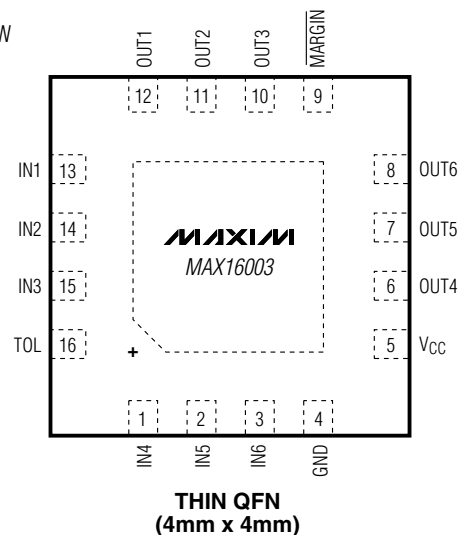 W
OUT1 OUT2 OUT3 MARGIN
12 11 10 9
IN1 13 8 OUT6
IN2 14 7 OUT5
IN3 15 6 OUT4
TOL 16 5 VCC
MAXIM
MAX16003
+
1 2 3 4
IN4 IN5 IN6 GND
THIN QFN
(4mm x 4mm)